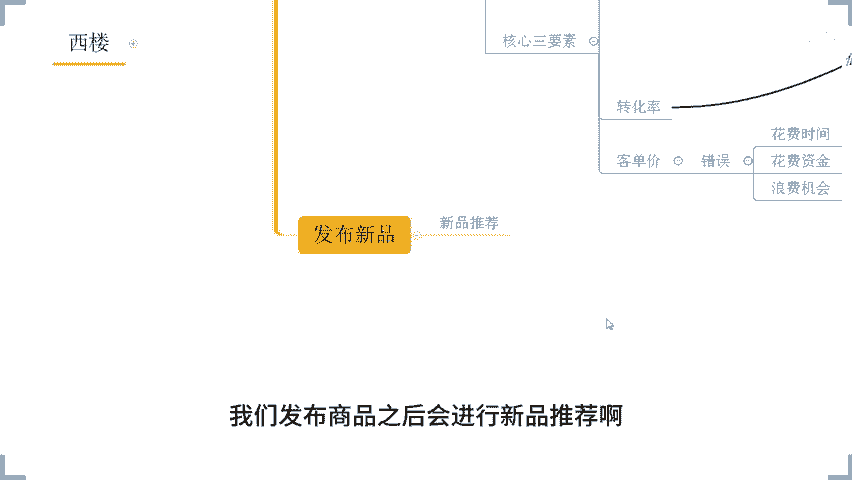 西楼
核心三要素
转化率
花费时间
客单价
错误
花费资金
浪费机会
新品推荐
发布新品
我们发布商品之后会进行新品推荐啊